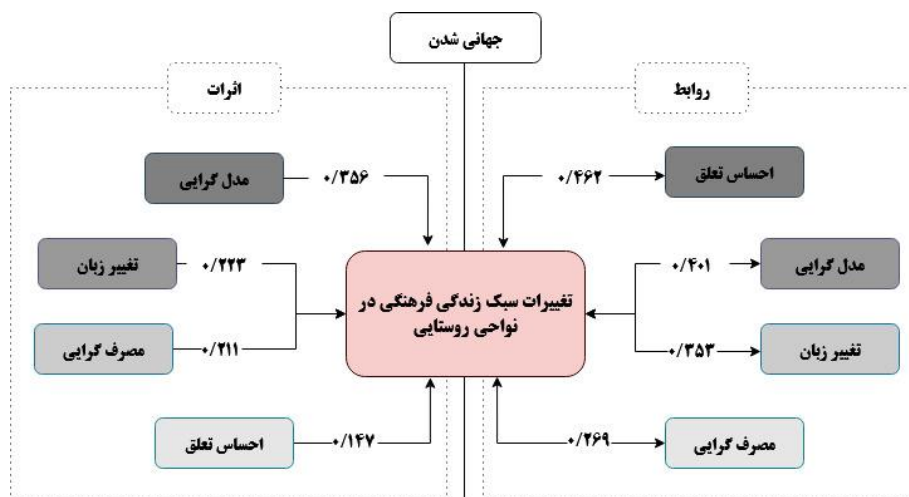 جهانی شدن
روابط
اثرات
احساس تعلق
۰/۴۶۲
مدل گرایی
۰/۴۰۱
تغییر زبان
۰/۳۵۳
مصرف گرایی
۰/۲۶۹
تغییرات سبک زندگی فرهنگی در
نواحی روستایی
مدل گرایی
۰/۳۵۶
تغییر زبان
۰/۲۲۳
مصرف گرایی
۰/۲۱۱
احساس تعلق
۰/۱۴۷